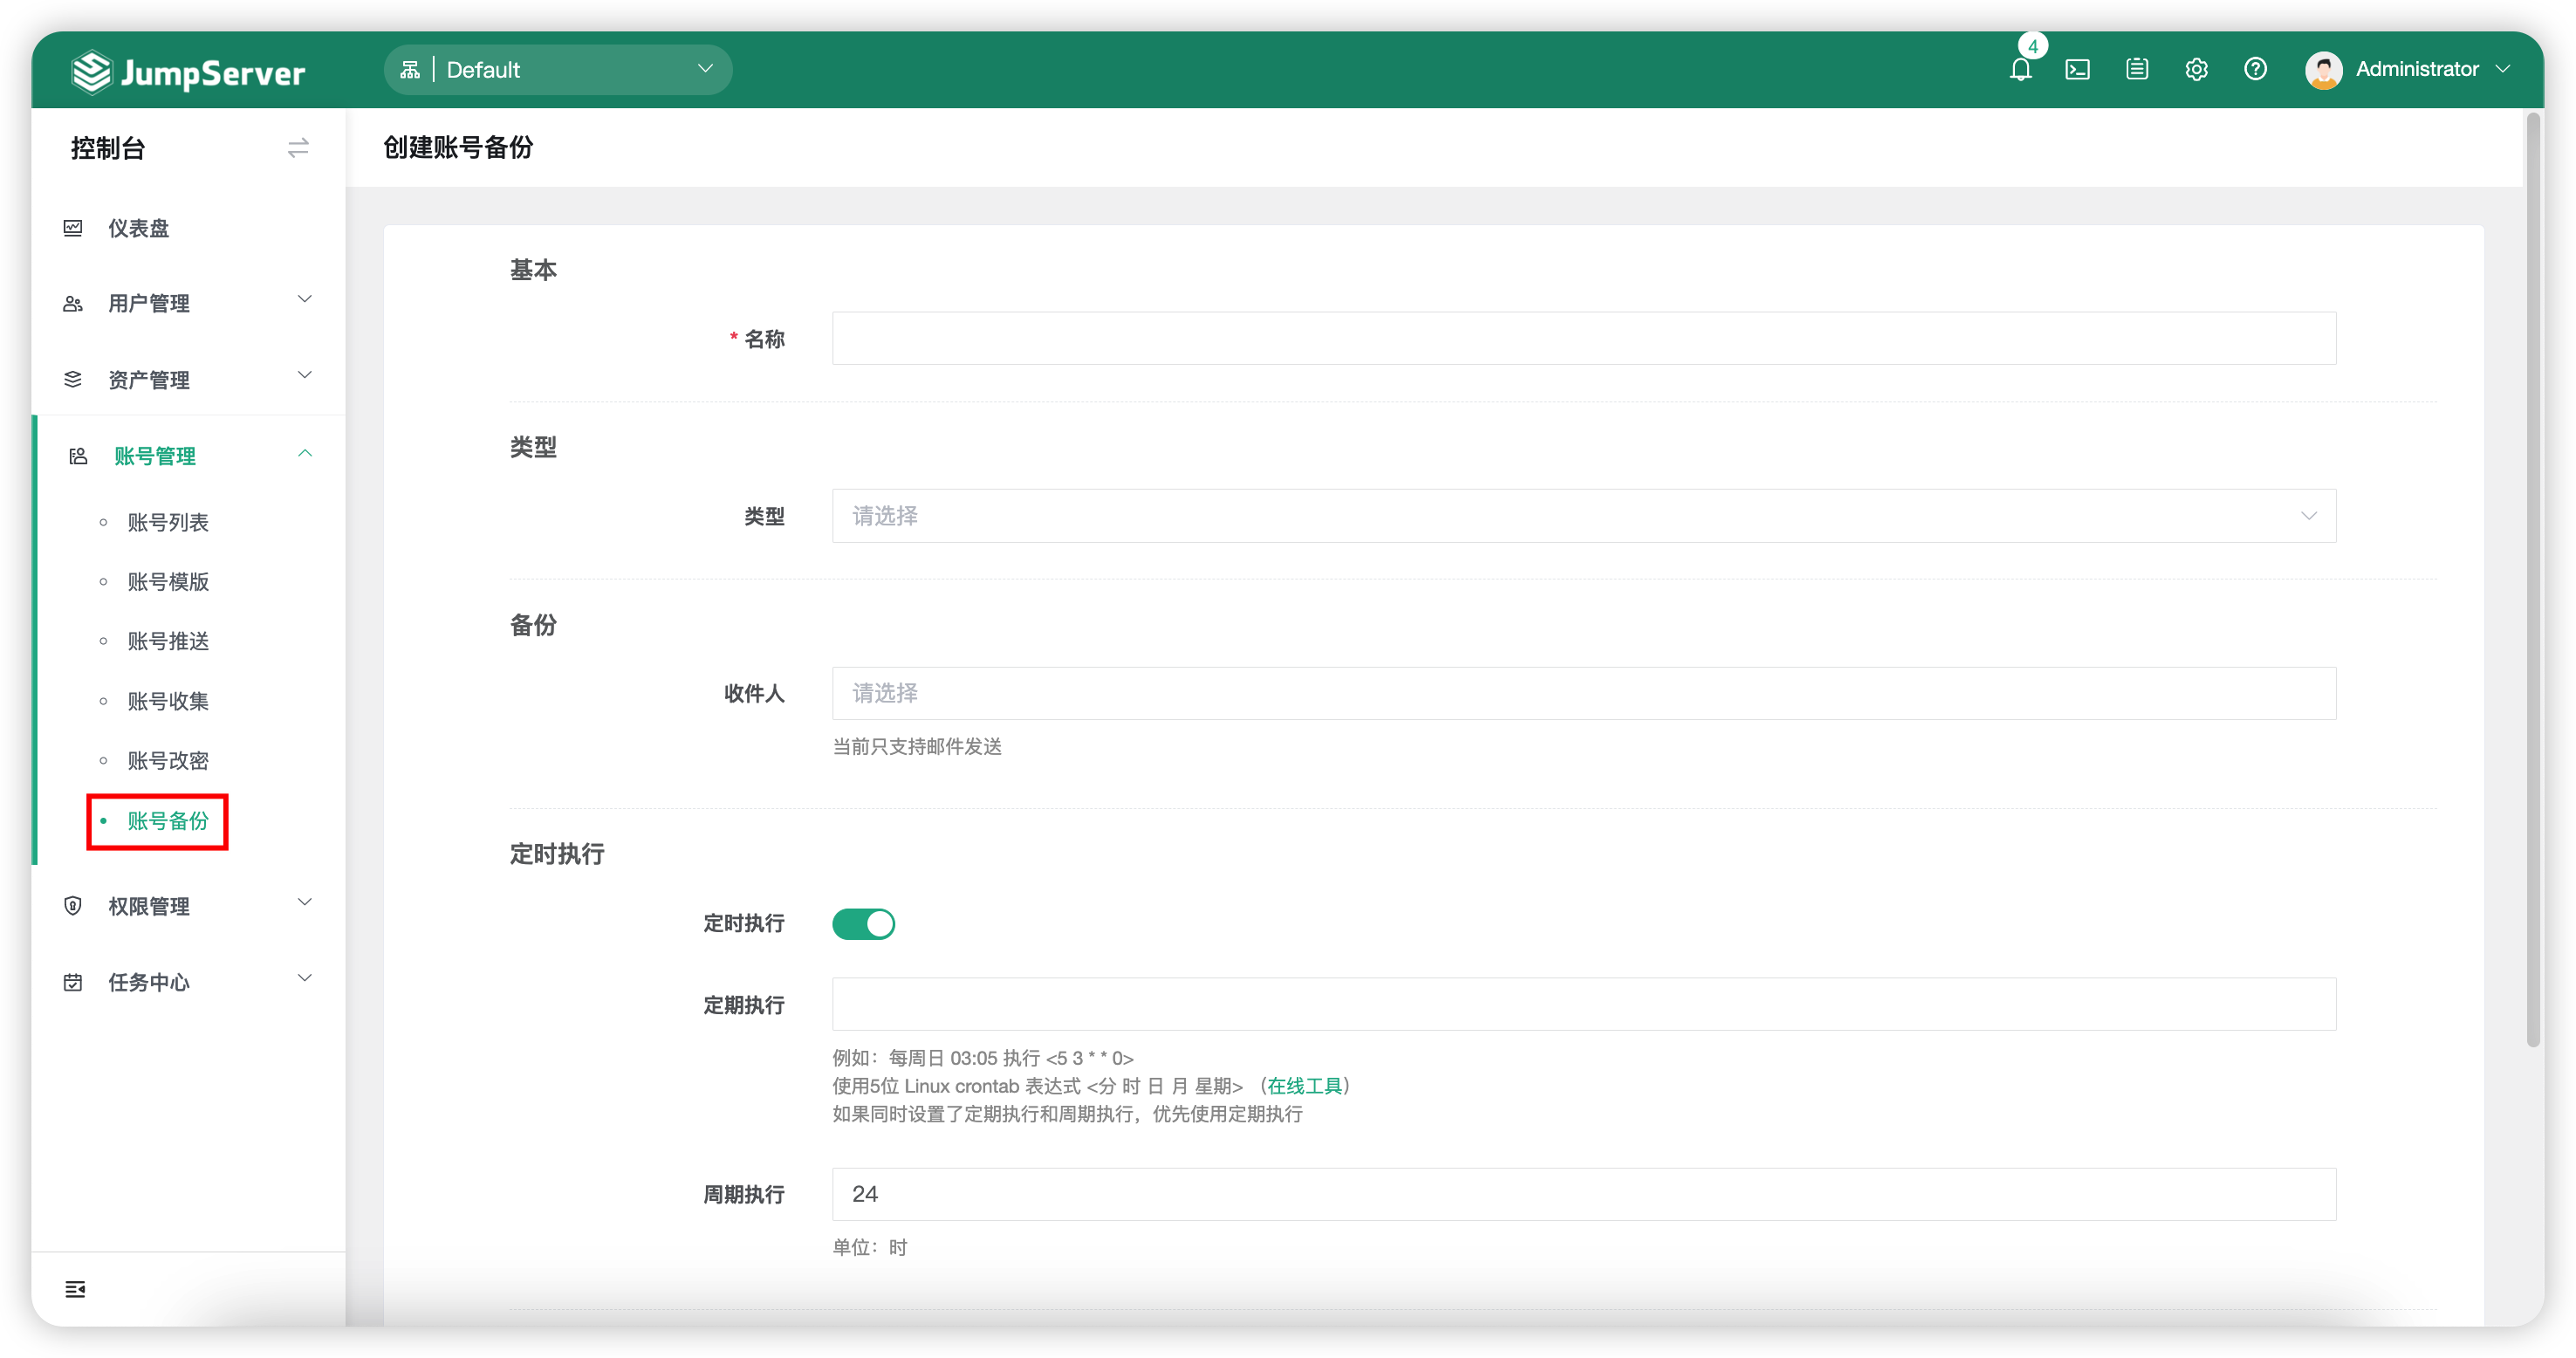 JumpServer
Default
4
Administrator
控制台
仪表盘
用户管理
资产管理
账号管理
账号列表
账号模版
账号推送
账号收集
账号改密
账号备份
权限管理
任务中心
创建账号备份
基本
* 名称
类型
类型
请选择
备份
收件人
请选择
当前只支持邮件发送
定时执行
定时执行
定期执行
例如：每周日 03:05 执行 <5 3 * * 0>
使用5位 Linux crontab 表达式 <分 时 日 月 星期> （在线工具）
如果同时设置了定期执行和周期执行，优先使用定期执行
周期执行
24
单位：时